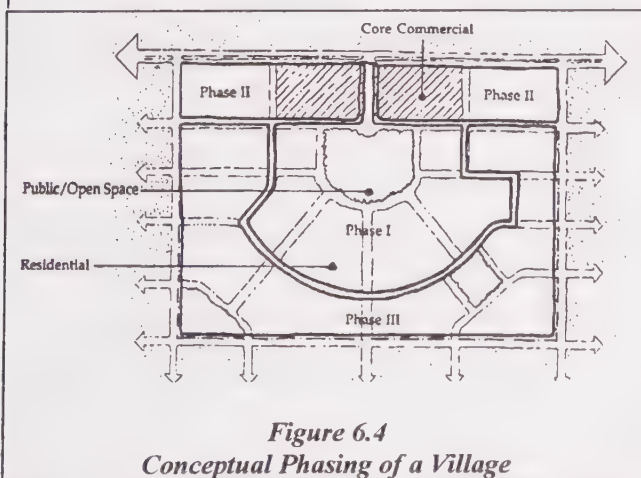 Core Commercial
Phase II
Phase II
Public/Open Space
Phase I
Residential
Phase III
Figure 6.4
Conceptual Phasing of a Village